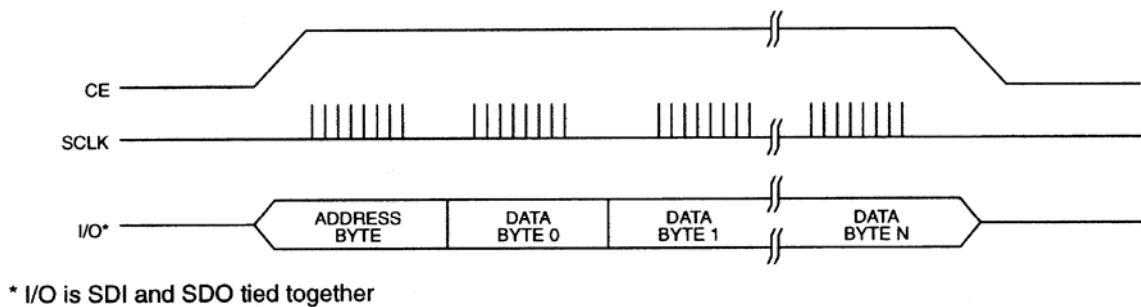 CE
SCLK
I/O*
ADDRESS
BYTE
DATA
BYTE 0
DATA
BYTE 1
DATA
BYTE N
* I/O is SDI and SDO tied together